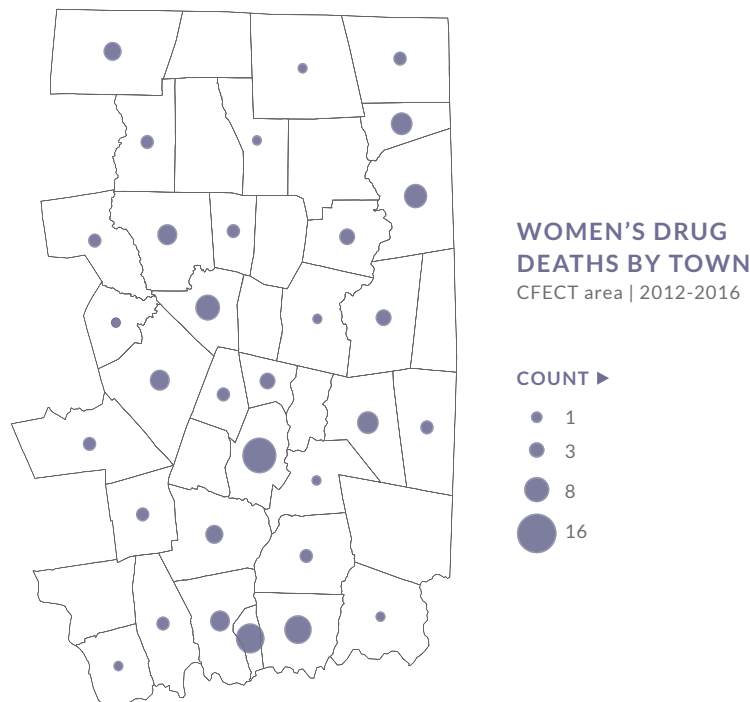 WOMEN’S DRUG
DEATHS BY TOWN
CFECT area | 2012-2016
COUNT ►
1
3
8
16